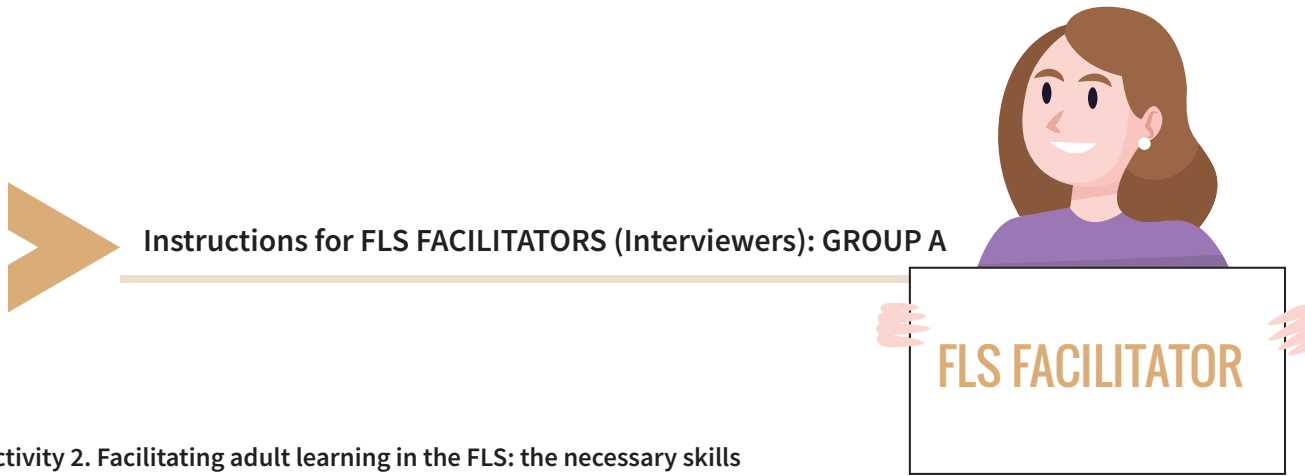 Instructions for FLS FACILITATORS (Interviewers): GROUP A
FLS FACILITATOR
ctivity 2. Facilitating adult learning in the FLS: the necessary skills